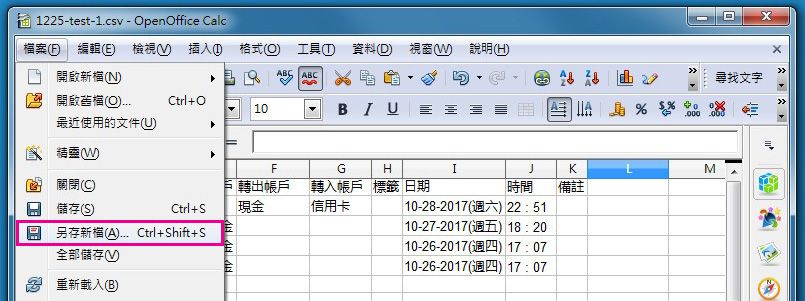 1225-test-1.csv - OpenOffice Calc
檔案(F) 編輯(E) 檢視(V) 插入(I) 格式(O) 工具(T) 資料(D) 視窗(W) 說明(H)
開啟新檔(N)
開啟舊檔(O)... Ctrl+O
最近使用的文件(U)
精靈(W)
關閉(C)
儲存(S) Ctrl+S
另存新檔(A)... Ctrl+Shift+S
全部儲存(V)
重新載入(B)
ABC ABC 尋找文字
10 B I U A A % .000 .000
F G H I J K L M
戶 轉出帳戶 轉入帳戶 標籤 日期 時間 備註
現金 信用卡 10-28-2017(週六) 22：51
金 10-27-2017(週五) 18：20
金 10-26-2017(週四) 17：07
金 10-26-2017(週四) 17：07